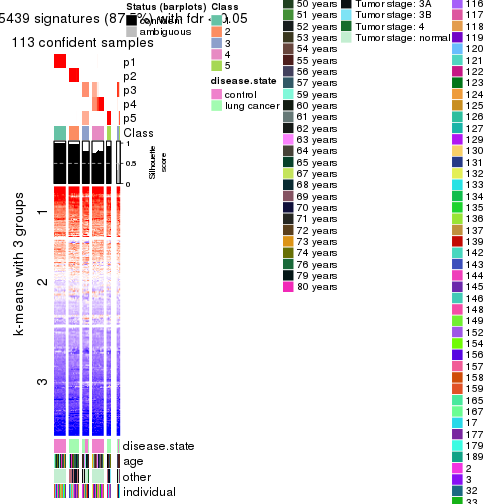 5439 signatures (87.5%) with fdr < 0.05
113 confident samples
p1
p2
p3
p4
p5
Class
1
0.5
0
Silhouette
score
k-means with 3 groups
1
2
3
disease.state
age
other
individual
Status (barplots)
confident
ambiguous
disease.state
control
lung cancer
Class
1
2
3
4
5
50 years
51 years
52 years
53 years
54 years
55 years
56 years
57 years
59 years
60 years
61 years
62 years
63 years
64 years
65 years
67 years
68 years
69 years
70 years
71 years
72 years
73 years
74 years
76 years
79 years
80 years
Tumor stage: 3A
Tumor stage: 3B
Tumor stage: 4
Tumor stage: normal
116
117
118
119
120
121
122
123
124
125
126
127
129
130
131
132
133
134
135
136
137
139
142
143
144
145
146
148
149
152
154
156
157
158
159
165
167
17
177
179
189
2
3
32
33